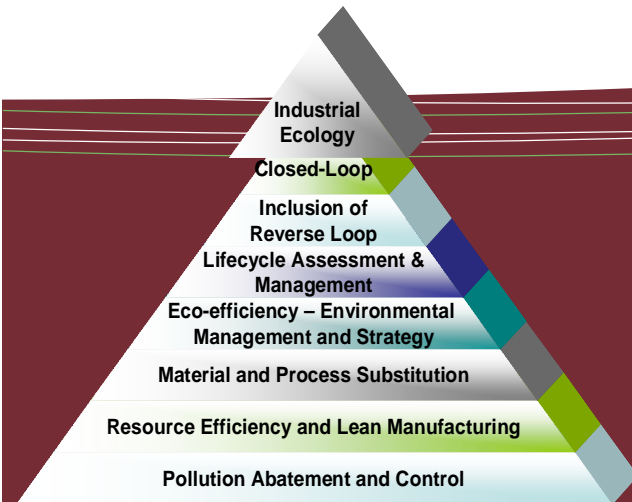 Industrial
Ecology
Closed-Loop
Inclusion of
Reverse Loop
Lifecycle Assessment &
Management
Eco-efficiency – Environmental
Management and Strategy
Material and Process Substitution
Resource Efficiency and Lean Manufacturing
Pollution Abatement and Control